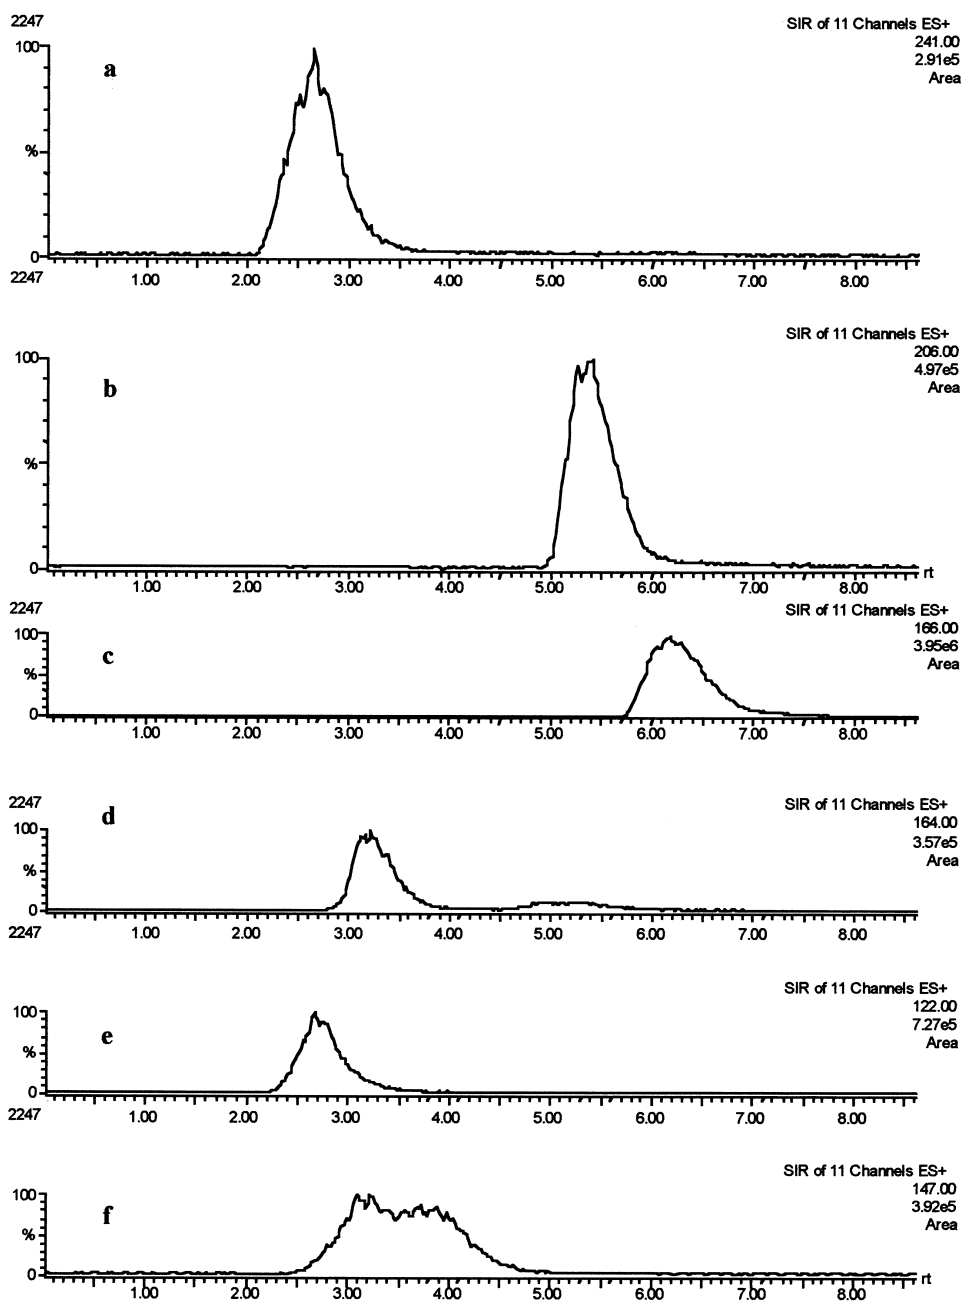 2247
SIR of 11 Channels ES+
241.00
2.91e5
Area
100
a
%
0
2247
1.00 2.00 3.00 4.00 5.00 6.00 7.00 8.00
SIR of 11 Channels ES+
206.00
4.97e5
Area
100
b
%
0
1.00 2.00 3.00 4.00 5.00 6.00 7.00 8.00 rt
2247
SIR of 11 Channels ES+
166.00
3.95e6
Area
100
c
%
0
1.00 2.00 3.00 4.00 5.00 6.00 7.00 8.00
2247
SIR of 11 Channels ES+
164.00
3.57e5
Area
100
d
%
0
2247
1.00 2.00 3.00 4.00 5.00 6.00 7.00 8.00
SIR of 11 Channels ES+
122.00
7.27e5
Area
100
e
%
0
2247
1.00 2.00 3.00 4.00 5.00 6.00 7.00 8.00
SIR of 11 Channels ES+
147.00
3.92e5
Area
100
f
%
0
1.00 2.00 3.00 4.00 5.00 6.00 7.00 8.00 rt